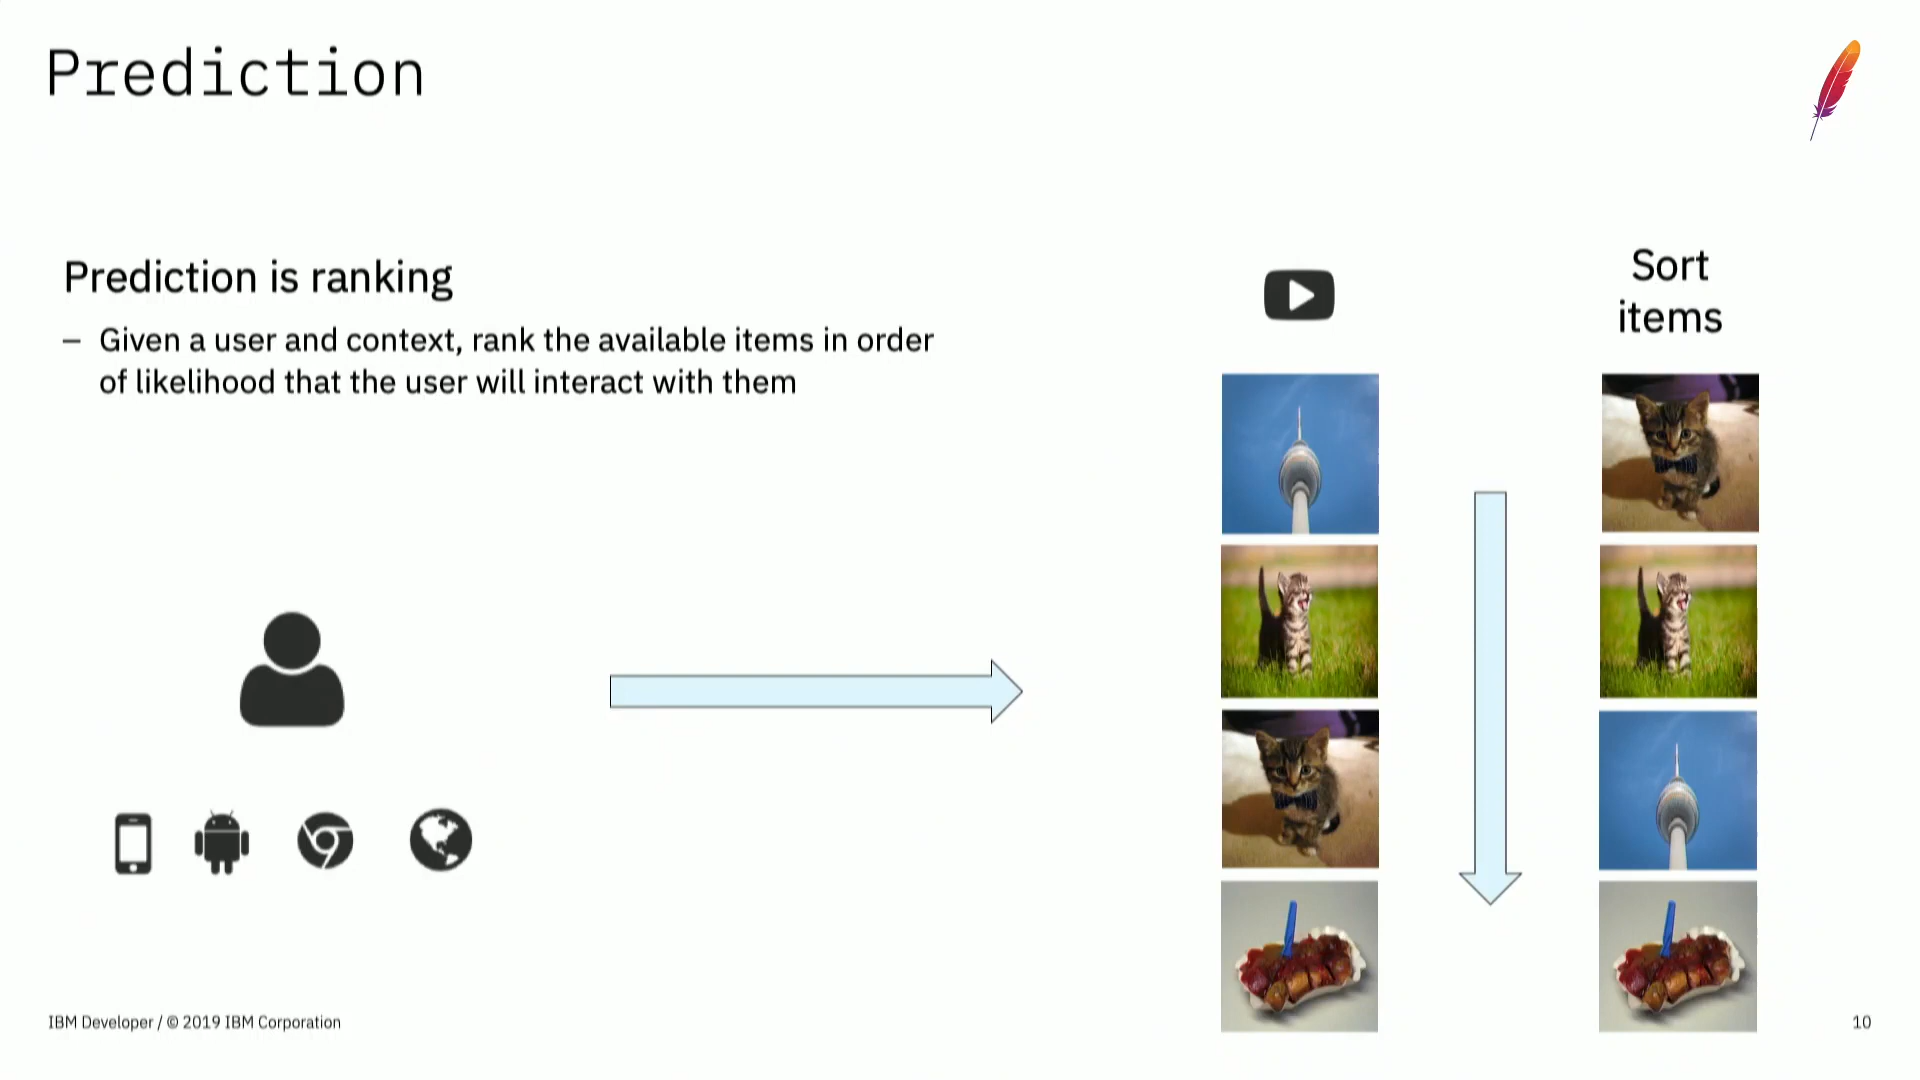 Prediction
Prediction is ranking
– Given a user and context, rank the available items in order
of likelihood that the user will interact with them
Sort
items
IBM Developer / © 2019 IBM Corporation
10